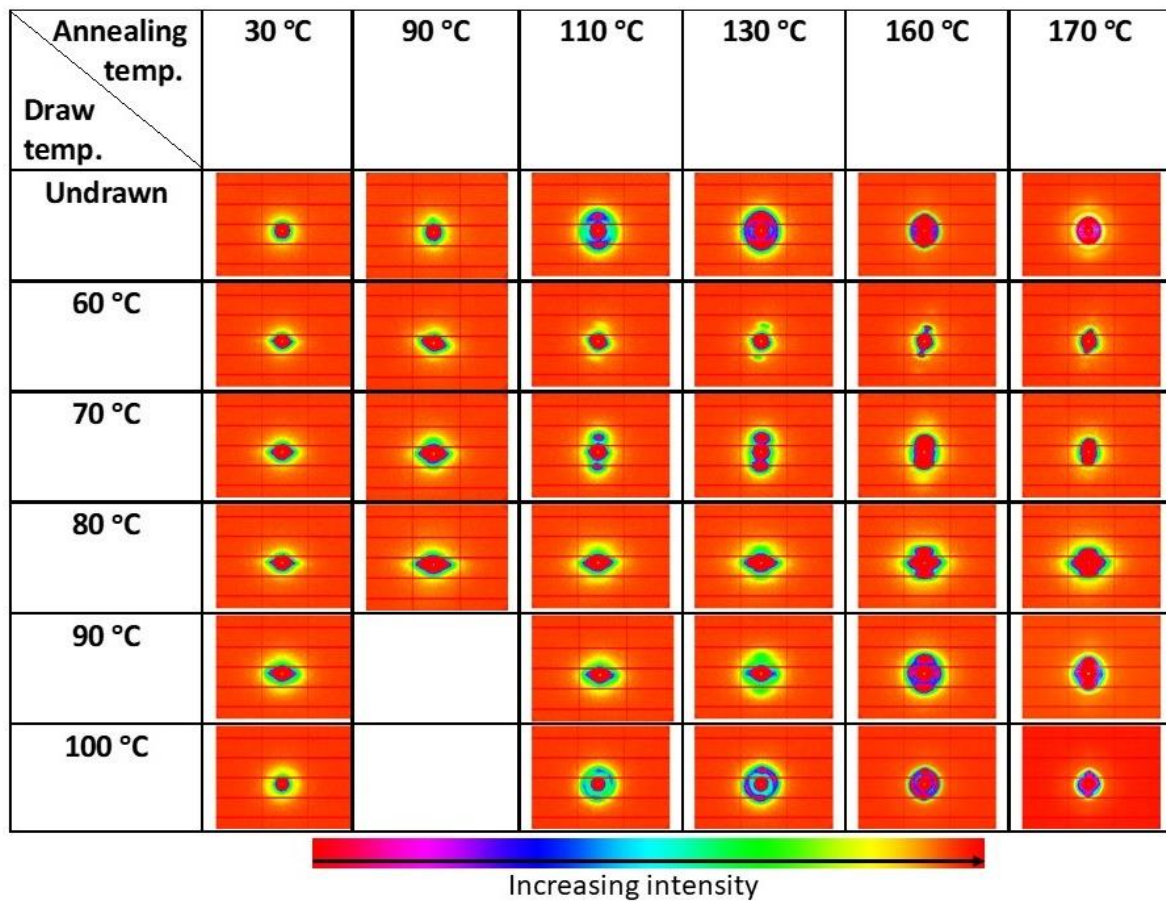 Annealing temp.
Draw temp.
30 °C
90 °C
110 °C
130 °C
160 °C
170 °C
Undrawn
60 °C
70 °C
80 °C
90 °C
100 °C
Increasing intensity